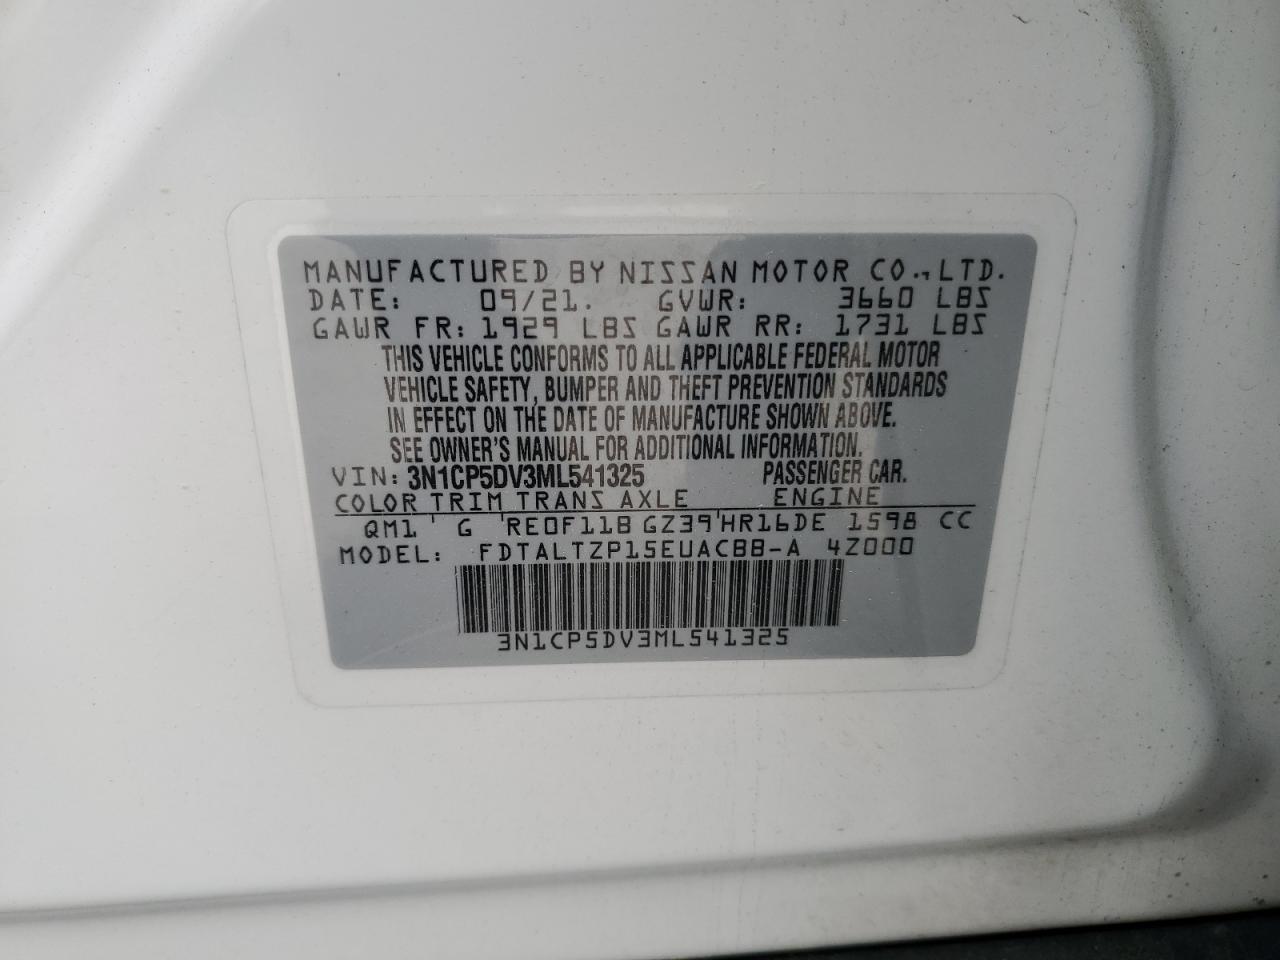 MANUFACTURED BY NISSAN MOTOR CO., LTD.
DATE: 09/21. GVWR: 3660 LBS
GAWR FR: 1929 LBS GAWR RR: 1731 LBS
THIS VEHICLE CONFORMS TO ALL APPLICABLE FEDERAL MOTOR
VEHICLE SAFETY, BUMPER AND THEFT PREVENTION STANDARDS
IN EFFECT ON THE DATE OF MANUFACTURE SHOWN ABOVE.
SEE OWNER'S MANUAL FOR ADDITIONAL INFORMATION.
VIN: 3N1CP5DV3ML541325 PASSENGER CAR.
COLOR TRIM TRANS AXLE ENGINE
QM1 ' G ' RE0F11B GZ39 ' HR16DE 1598 CC
MODEL: FDTALTZP15EUACBB-A 4Z000
3N1CP5DV3ML541325